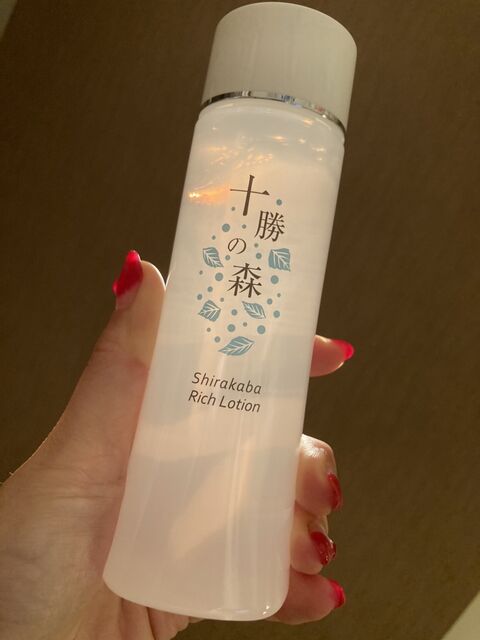 十勝の森
Shirakaba
Rich Lotion